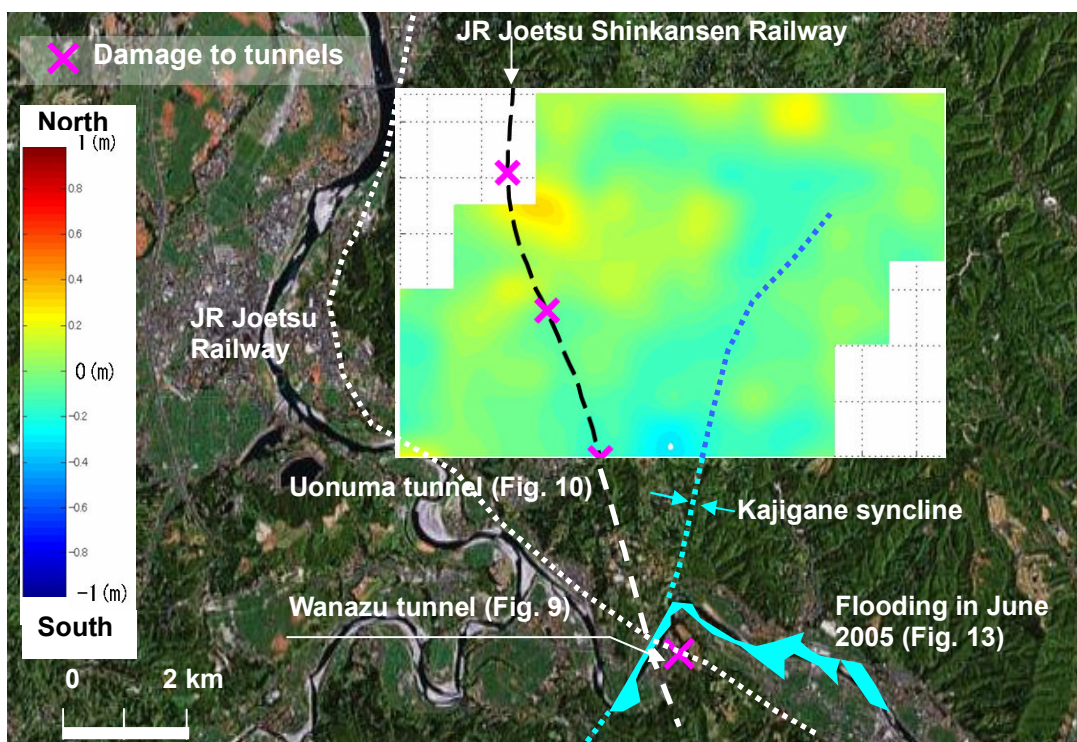 JR Joetsu Shinkansen Railway
Damage to tunnels
North
1 (m)
0.8
0.6
0.4
0.2
0 (m)
-0.2
-0.4
-0.6
-0.8
-1 (m)
South
0 2 km
JR Joetsu
Railway
Uonuma tunnel (Fig. 10)
Kajigane syncline
Wanazu tunnel (Fig. 9)
Flooding in June
2005 (Fig. 13)